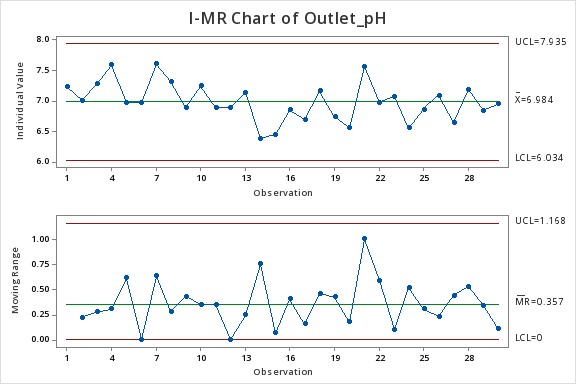 I-MR Chart of Outlet_pH
Individual Value
8.0
7.5
7.0
6.5
6.0
UCL=7.935
X̄=6.984
LCL=6.034
1 4 7 10 13 16 19 22 25 28
Observation
Moving Range
1.00
0.75
0.50
0.25
0.00
UCL=1.168
M̅R̅=0.357
LCL=0
1 4 7 10 13 16 19 22 25 28
Observation